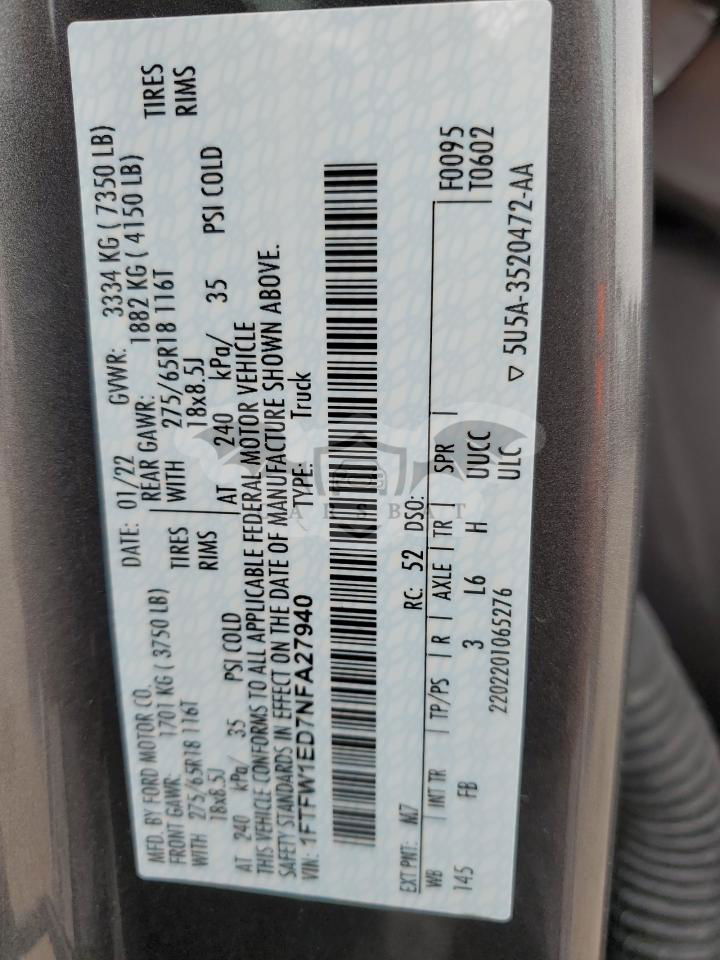 MFD. BY FORD MOTOR CO.
DATE: 01/22 GVWR: 3334 KG ( 7350 LB)
FRONT GAWR: 1701 KG ( 3750 LB) REAR GAWR: 1882 KG ( 4150 LB)
WITH 275/65R18 116T TIRES WITH 275/65R18 116T TIRES
18x8.5J RIMS 18x8.5J RIMS
AT 240 kPa/ 35 PSI COLD AT 240 kPa/ 35 PSI COLD
THIS VEHICLE CONFORMS TO ALL APPLICABLE FEDERAL MOTOR VEHICLE
SAFETY STANDARDS IN EFFECT ON THE DATE OF MANUFACTURE SHOWN ABOVE.
VIN: 1FTFW1ED7NFA27940 TYPE: Truck
F0095
T0602
EXT PNT: M7 RC: 52 DSO:
WB INT TR TP/PS R AXLE TR SPR
145 FB 3 L6 H UUCC
2202201065276 ULC
▽ 5U5A-3520472-AA